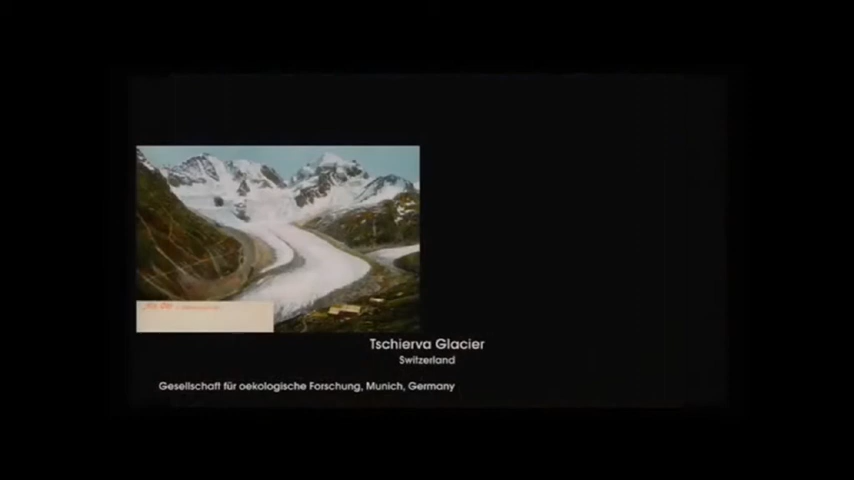 Tschierva Glacier
Switzerland
Gesellschaft für oekologische Forschung, Munich, Germany